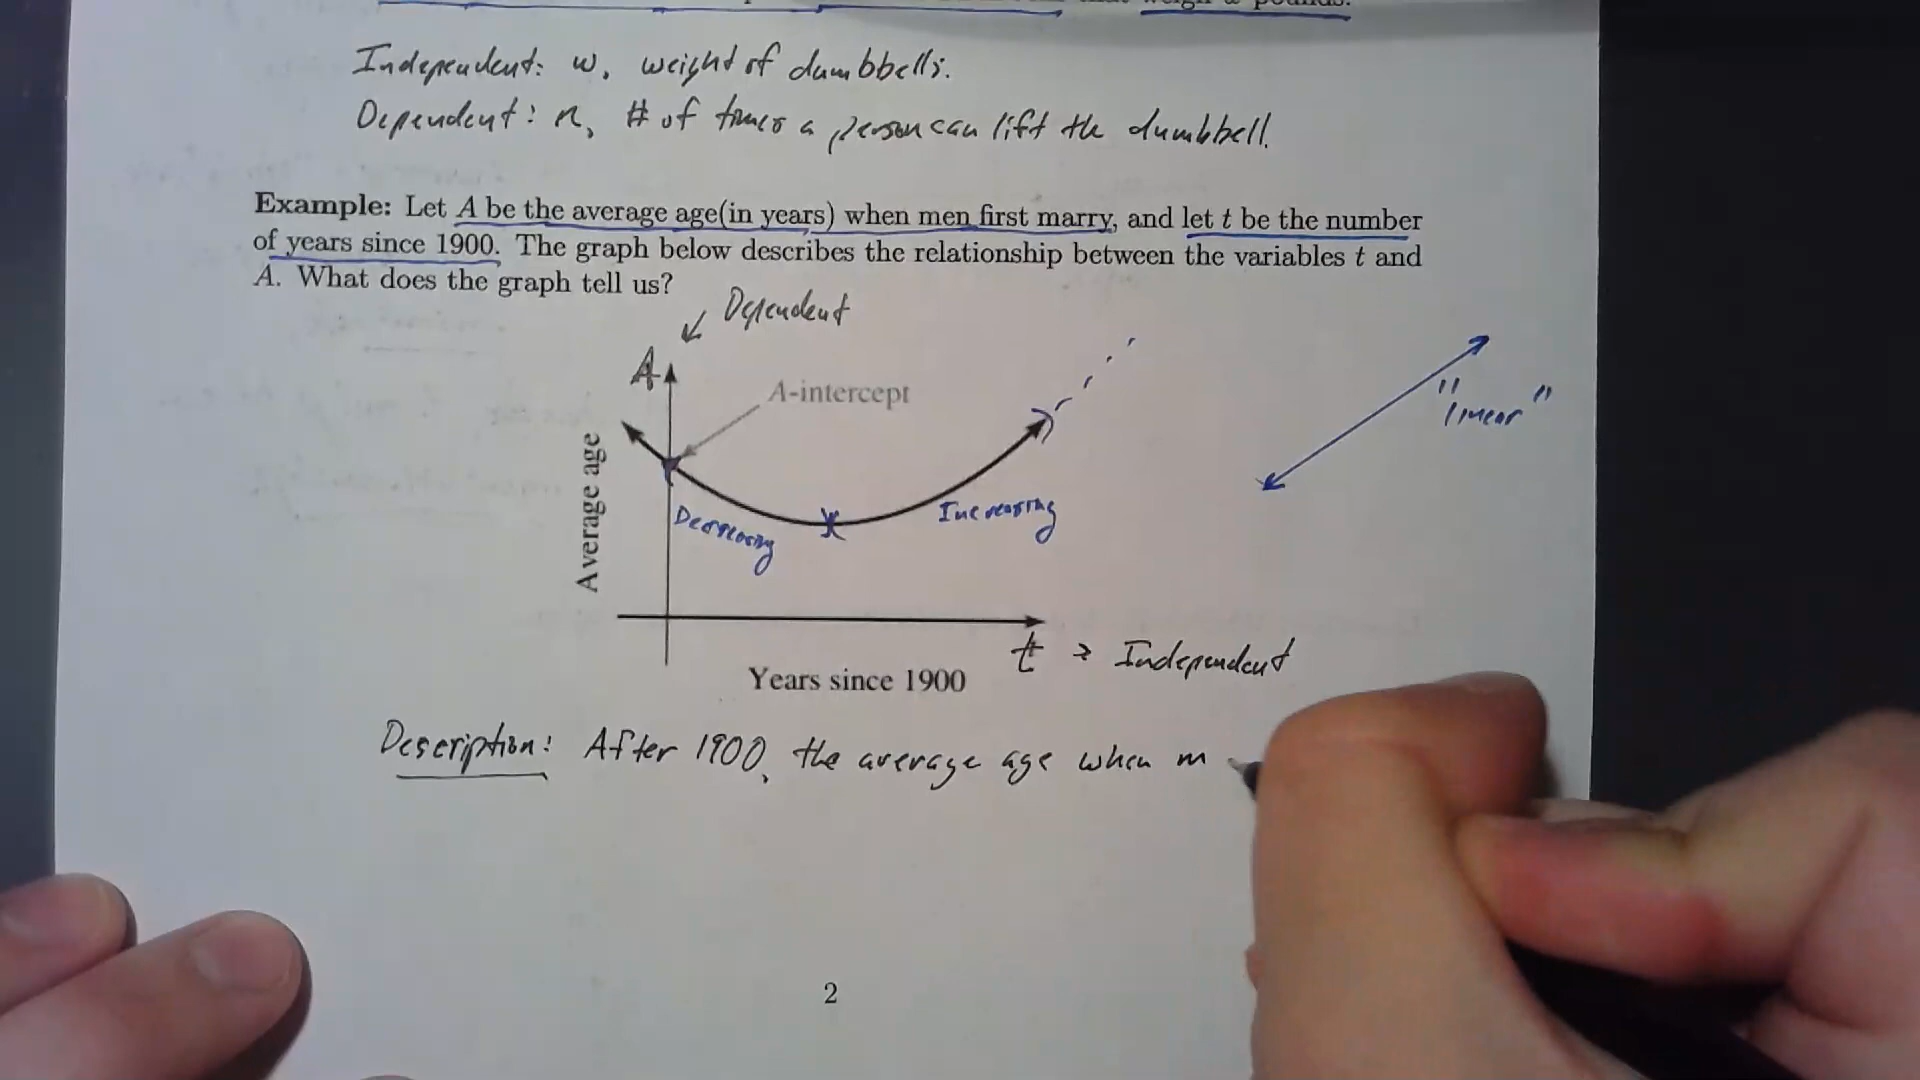 weigh w pounds.
Independent: w, weight of dumbbells.
Dependent: n, # of times a person can lift the dumbbell.
Example: Let A be the average age(in years) when men first marry, and let t be the number
of years since 1900. The graph below describes the relationship between the variables t and
A. What does the graph tell us?
Dependent
A
A-intercept
"linear"
Average age
Decreasing
Increasing
t → Independent
Years since 1900
Description: After 1900, the average age when m
2